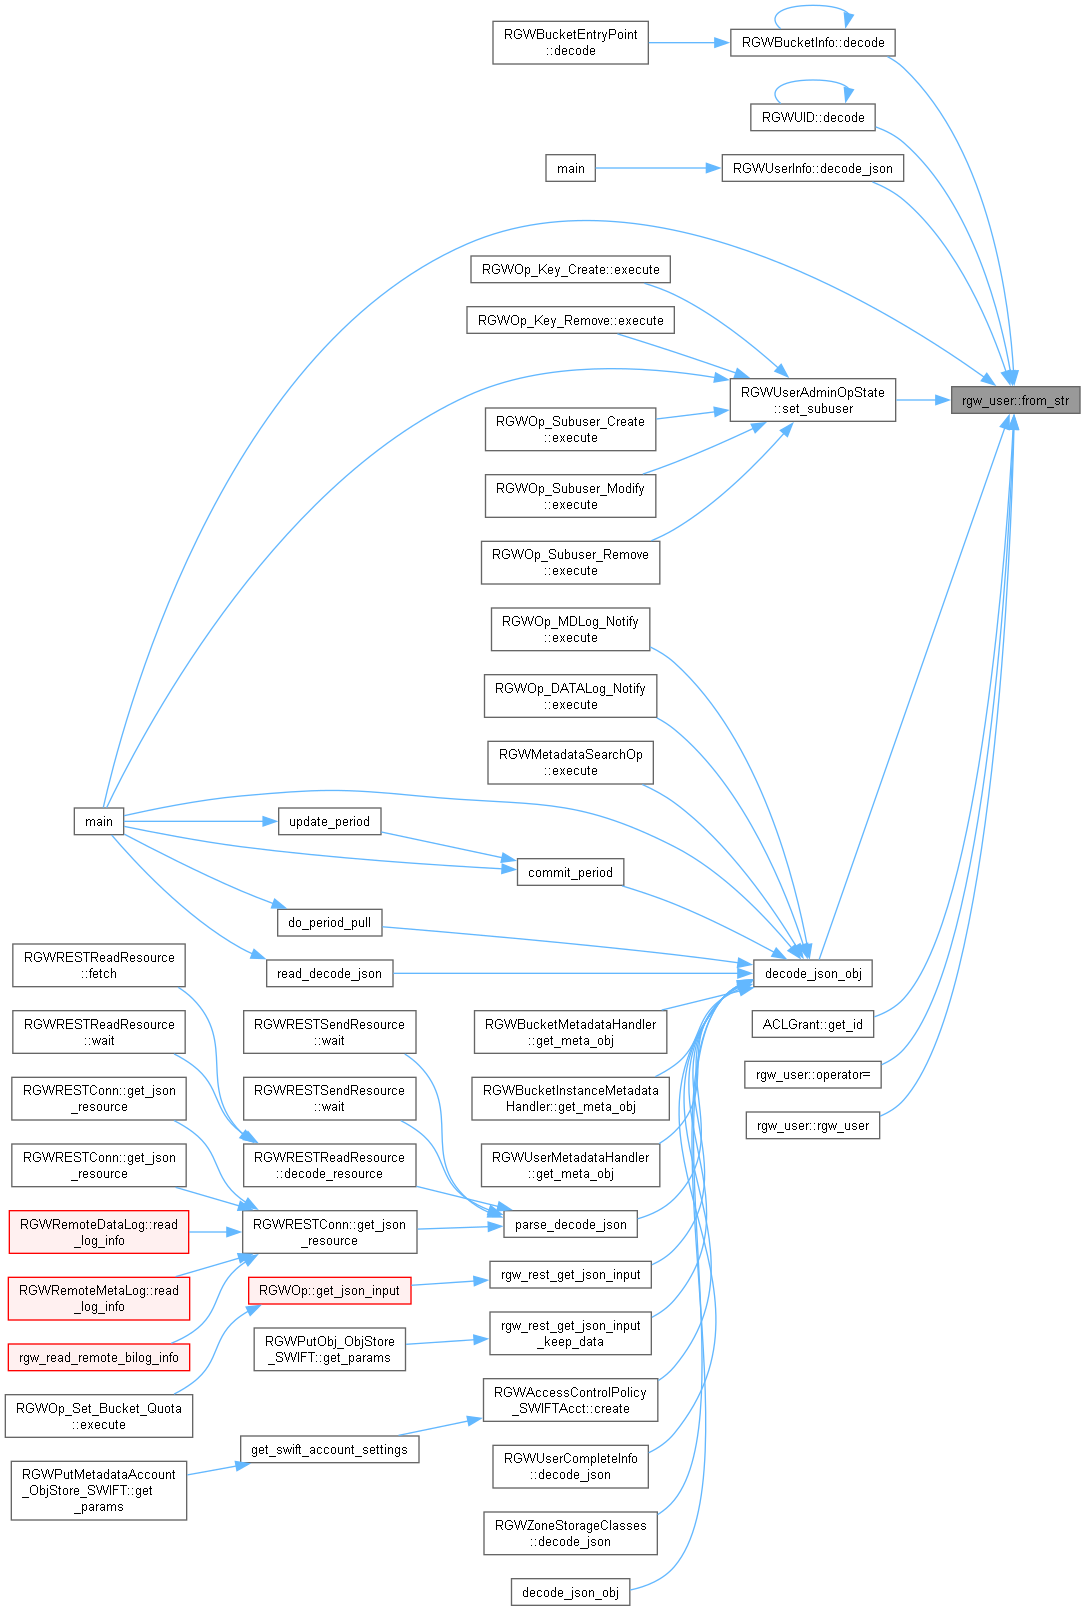 RGWBucketEntryPoint
::decode
RGWBucketInfo::decode
RGWUID::decode
main
RGWUserInfo::decode_json
RGWOp_Key_Create::execute
RGWOp_Key_Remove::execute
RGWUserAdminOpState
::set_subuser
rgw_user::from_str
RGWOp_Subuser_Create
::execute
RGWOp_Subuser_Modify
::execute
RGWOp_Subuser_Remove
::execute
RGWOp_MDLog_Notify
::execute
RGWOp_DATALog_Notify
::execute
RGWMetadataSearchOp
::execute
main
update_period
commit_period
do_period_pull
RGWRESTReadResource
::fetch
read_decode_json
decode_json_obj
RGWRESTReadResource
::wait
RGWRESTSendResource
::wait
RGWBucketMetadataHandler
::get_meta_obj
ACLGrant::get_id
rgw_user::operator=
RGWRESTConn::get_json
_resource
RGWRESTSendResource
::wait
RGWBucketInstanceMetadata
Handler::get_meta_obj
rgw_user::rgw_user
RGWRESTConn::get_json
_resource
RGWRESTReadResource
::decode_resource
RGWUserMetadataHandler
::get_meta_obj
RGWRemoteDataLog::read
_log_info
RGWRESTConn::get_json
_resource
parse_decode_json
RGWRemoteMetaLog::read
_log_info
RGWOp::get_json_input
rgw_rest_get_json_input
rgw_read_remote_bilog_info
RGWPutObj_ObjStore
_SWIFT::get_params
rgw_rest_get_json_input
_keep_data
RGWOp_Set_Bucket_Quota
::execute
RGWAccessControlPolicy
_SWIFTAcct::create
get_swift_account_settings
RGWPutMetadataAccount
_ObjStore_SWIFT::get
_params
RGWUserCompleteInfo
::decode_json
RGWZoneStorageClasses
::decode_json
decode_json_obj